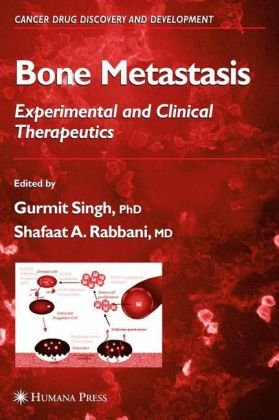 CANCER DRUG DISCOVERY AND DEVELOPMENT
Bone Metastasis
Experimental and Clinical
Therapeutics
Edited by
Gurmit Singh, PhD
Shafaat A. Rabbani, MD
HUMANA PRESS